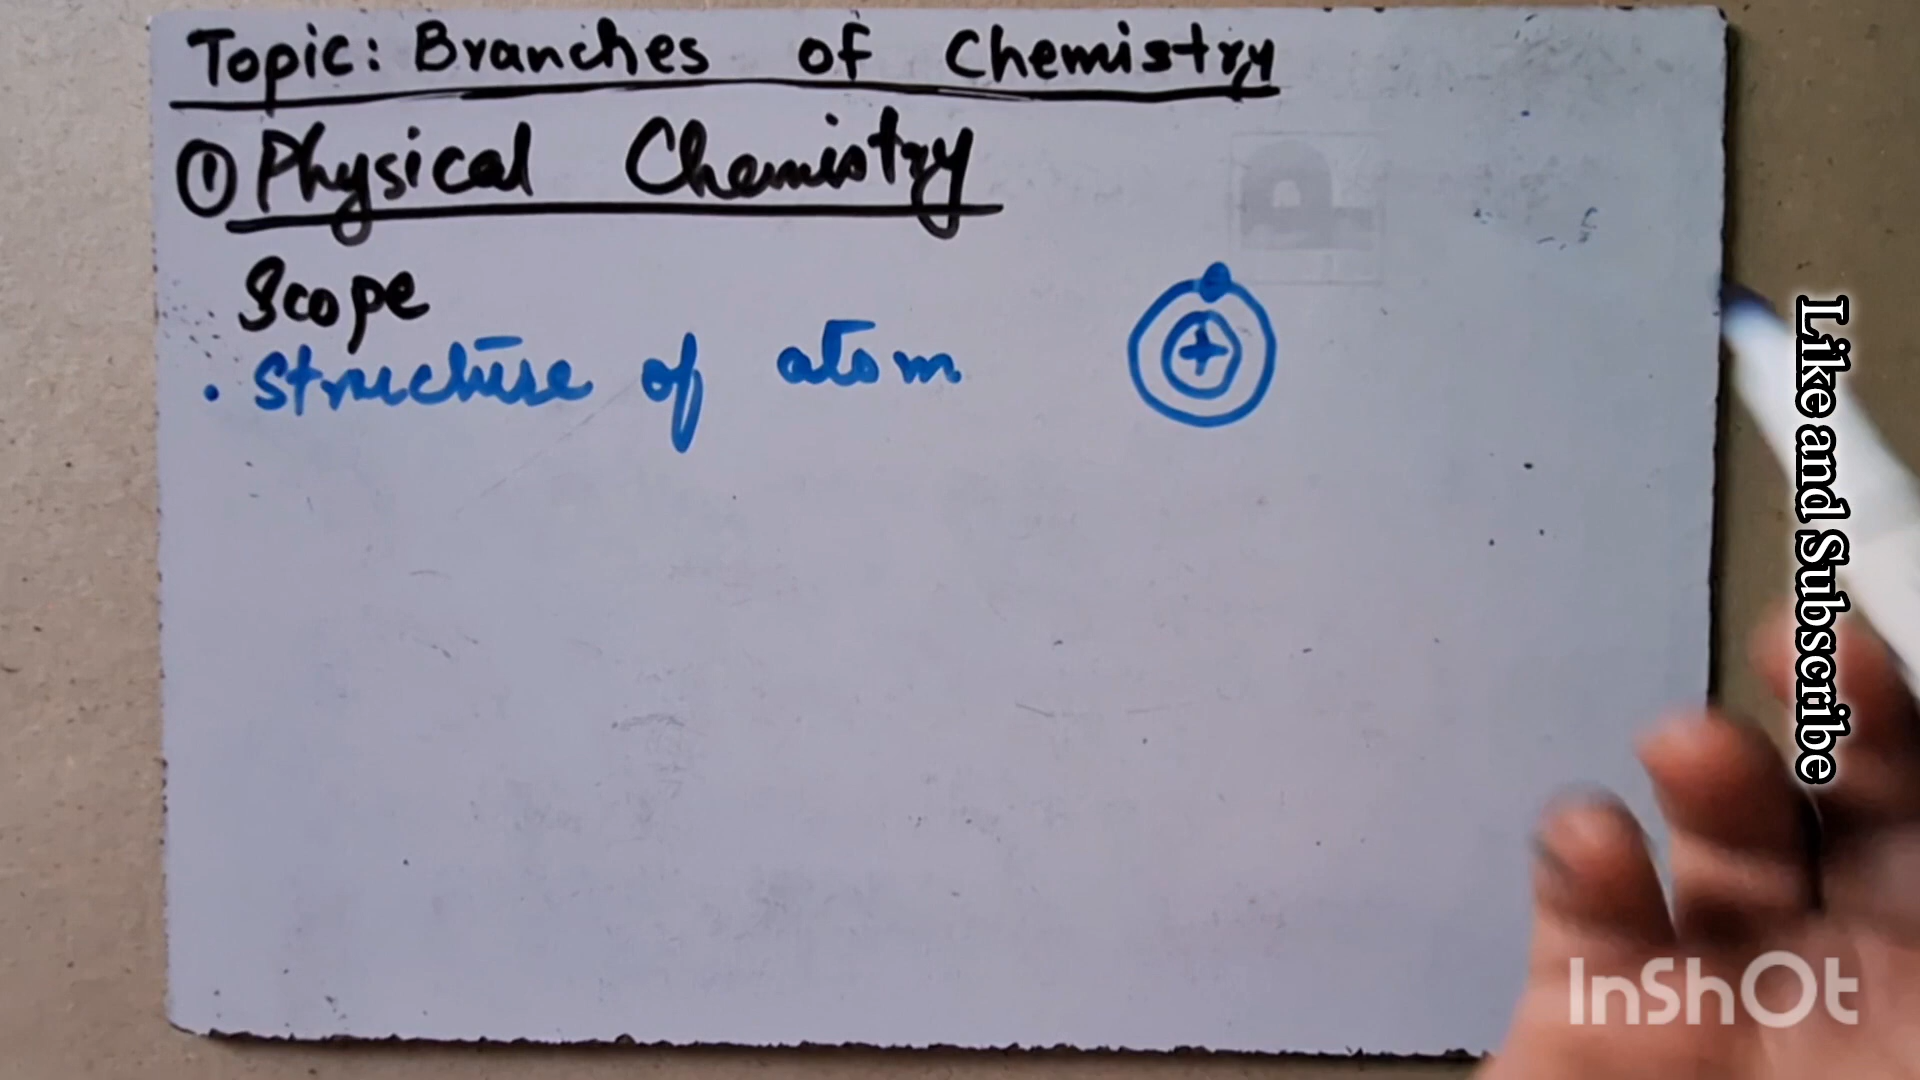 Topic: Branches of Chemistry
① Physical Chemistry
Scope
. structure of atom
+
Like and Subscribe
InShOt